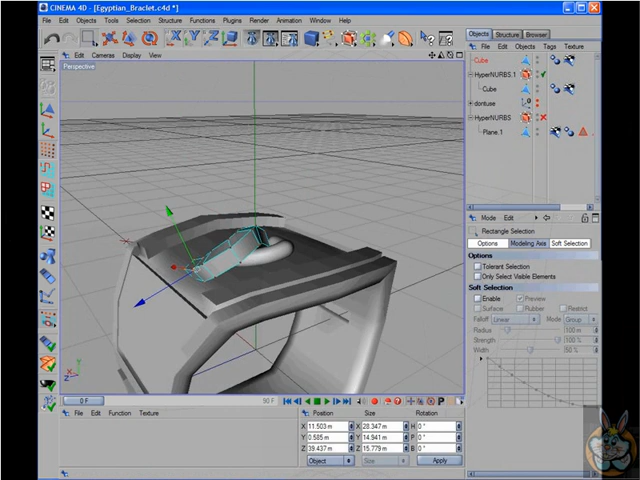 CINEMA 4D - [Egyptian_Braclet.c4d *]
File Edit Objects Tools Selection Structure Functions Plugins Render Animation Window Help
Edit Cameras Display View
Perspective
X
Z
0 F
90 F
File Edit Function Texture
Position Size Rotation
X 11.503 m X 28.347 m H 0 °
Y 0.585 m Y 14.941 m P 0 °
Z 39.437 m Z 15.779 m B 0 °
Object Size Apply
Objects Structure Browser
File Edit Objects Tags Texture
Cube
HyperNURBS.1
Cube
dontuse
HyperNURBS
Plane.1
Mode Edit
Rectangle Selection
Options Modeling Axis Soft Selection
Options
Tolerant Selection
Only Select Visible Elements
Soft Selection
Enable Preview
Surface Rubber Restrict
Falloff Linear Mode Group
Radius 100 m
Strength 100 %
Width 50 %